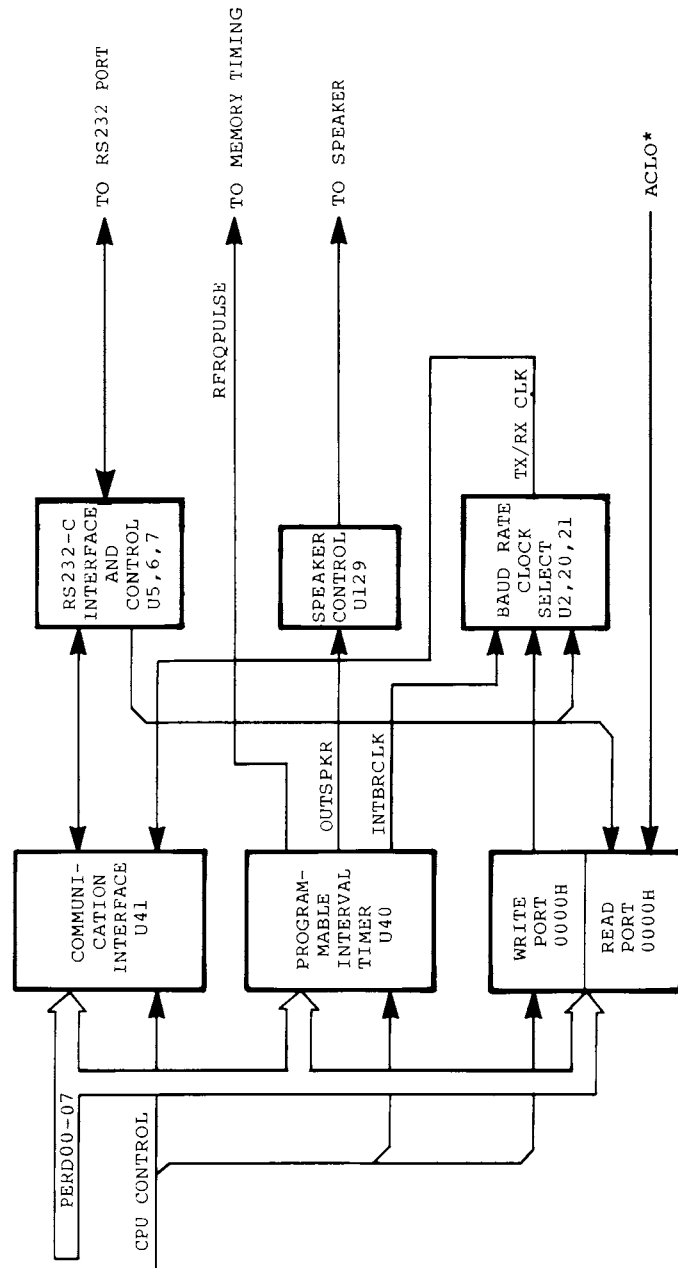 PERD00-07
CPU CONTROL
COMMUNI-
CATION
INTERFACE
U41
PROGRAM-
MABLE
INTERVAL
TIMER
U40
WRITE
PORT
0000H
READ
PORT
0000H
OUTSPKR
INTBRCLK
RS232-C
INTERFACE
AND
CONTROL
U5,6,7
SPEAKER
CONTROL
U129
BAUD RATE
CLOCK
SELECT
U2,20,21
RFRQPULSE
TX/RX CLK
TO RS232 PORT
TO MEMORY TIMING
TO SPEAKER
ACLO*